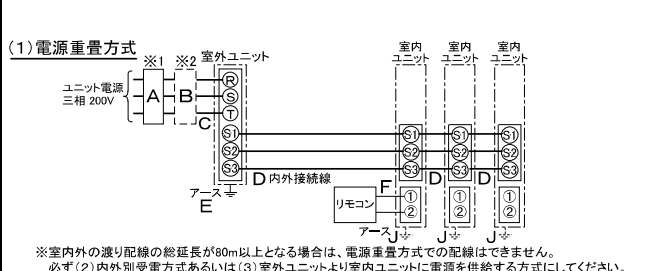 (1)電源重畳方式
※1 ※2 室外ユニット
室内ユニット 室内ユニット 室内ユニット
ユニット電源
三相 200V
A B C
R
S
T
S1 S1 S1 S1
S2 S2 S2 S2
S3 S3 S3 S3
D 内外接続線 D D
アース
E
F
リモコン
① ① ①
② ② ②
アース J J J
※室内外の渡り配線の総延長が80m以上となる場合は、電源重畳方式での配線はできません。
必ず(2)内外別受電方式あるいは(3)室外ユニットより室内ユニットに電源を供給する方式にしてください。